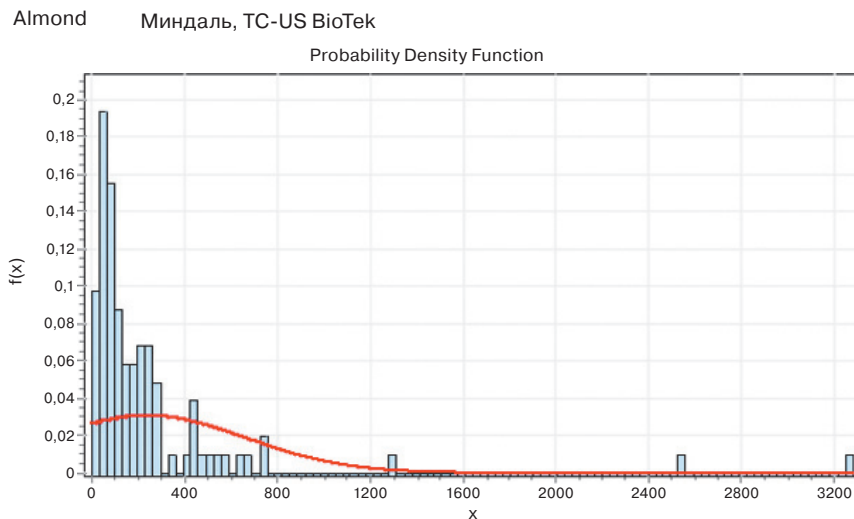 Almond Миндаль, TC-US BioTek
Probability Density Function
0,2
0,18
0,16
0,14
0,12
0,1
0,08
0,06
0,04
0,02
0
f(x)
0 400 800 1200 1600 2000 2400 2800 3200
x